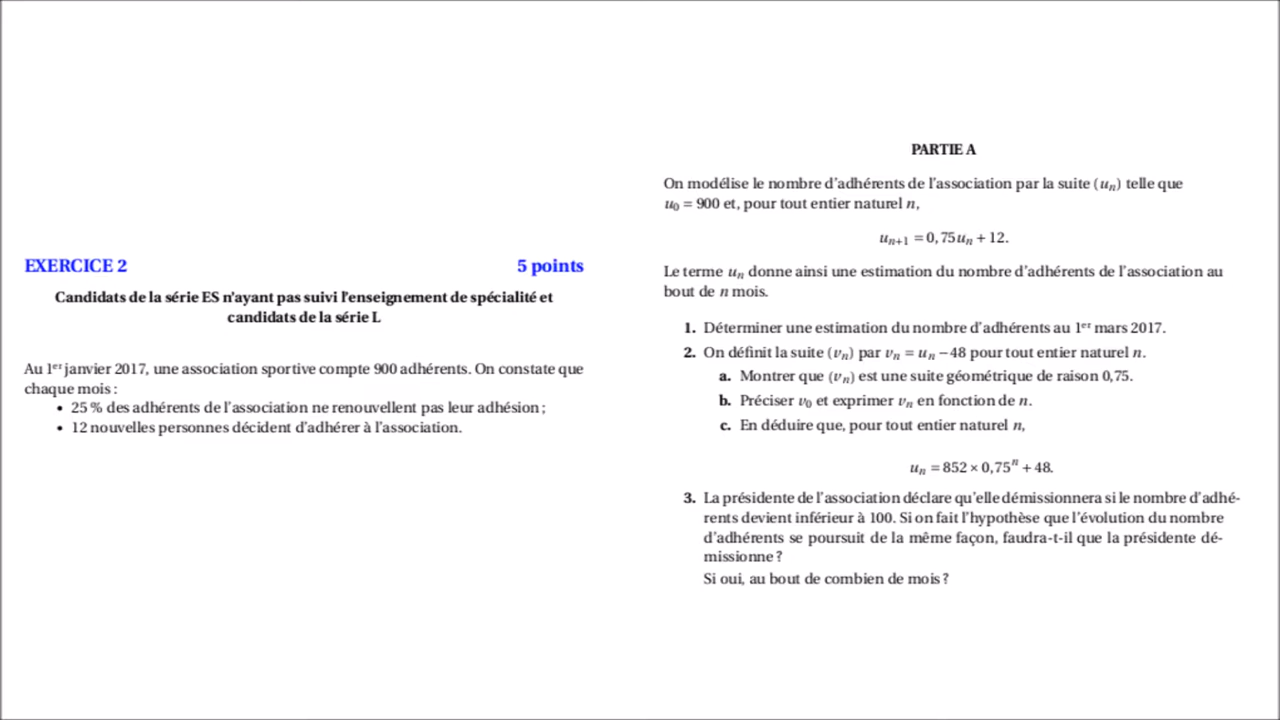 EXERCICE 2 5 points
Candidats de la série ES n'ayant pas suivi l'enseignement de spécialité et
candidats de la série L
Au 1er janvier 2017, une association sportive compte 900 adhérents. On constate que
chaque mois :
• 25 % des adhérents de l'association ne renouvellent pas leur adhésion ;
• 12 nouvelles personnes décident d'adhérer à l'association.
PARTIE A
On modélise le nombre d'adhérents de l'association par la suite (uₙ) telle que
u₀ = 900 et, pour tout entier naturel n,
uₙ₊₁ = 0,75uₙ + 12.
Le terme uₙ donne ainsi une estimation du nombre d'adhérents de l'association au
bout de n mois.
1. Déterminer une estimation du nombre d'adhérents au 1er mars 2017.
2. On définit la suite (vₙ) par vₙ = uₙ − 48 pour tout entier naturel n.
a. Montrer que (vₙ) est une suite géométrique de raison 0,75.
b. Préciser v₀ et exprimer vₙ en fonction de n.
c. En déduire que, pour tout entier naturel n,
uₙ = 852 × 0,75ⁿ + 48.
3. La présidente de l'association déclare qu'elle démissionnera si le nombre d'adhé-
rents devient inférieur à 100. Si on fait l'hypothèse que l'évolution du nombre
d'adhérents se poursuit de la même façon, faudra-t-il que la présidente dé-
missionne ?
Si oui, au bout de combien de mois ?